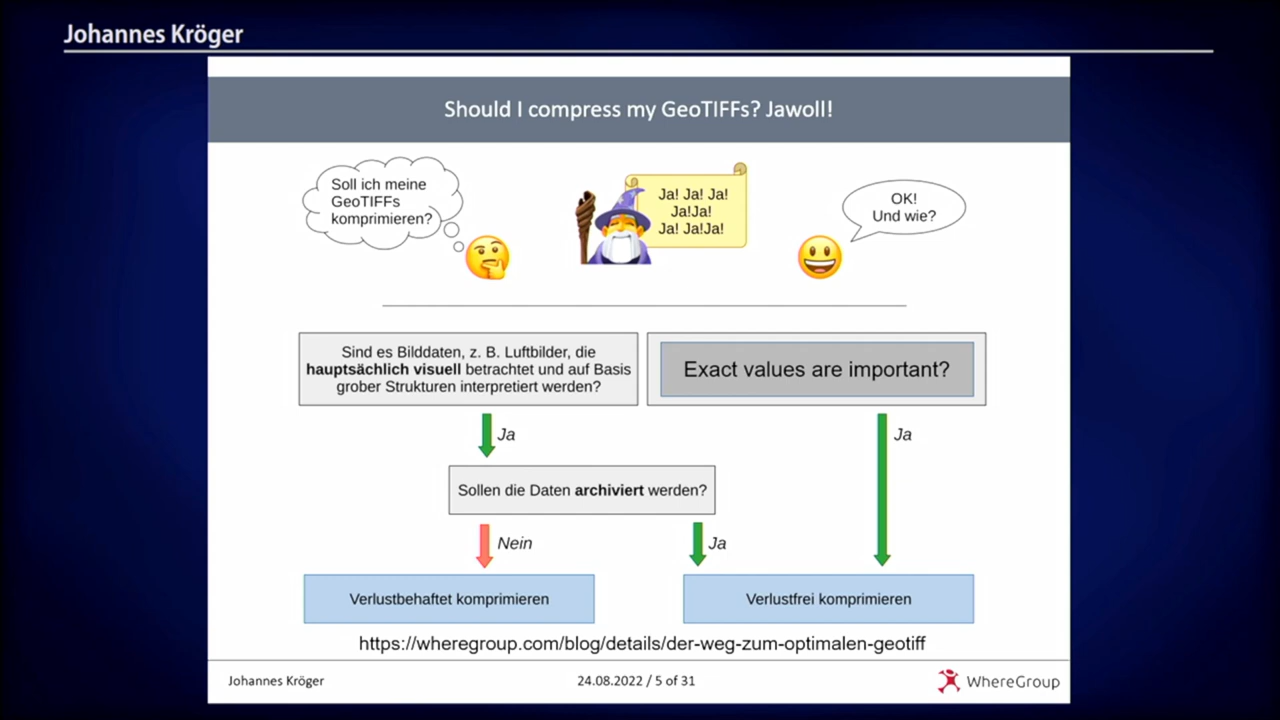 Johannes Kröger
Should I compress my GeoTIFFs? Jawoll!
Soll ich meine
GeoTIFFs
komprimieren?
Ja! Ja! Ja!
Ja!Ja!
Ja! Ja!Ja!
OK!
Und wie?
Sind es Bilddaten, z. B. Luftbilder, die
hauptsächlich visuell betrachtet und auf Basis
grober Strukturen interpretiert werden?
Exact values are important?
Ja
Ja
Sollen die Daten archiviert werden?
Nein
Ja
Verlustbehaftet komprimieren
Verlustfrei komprimieren
https://wheregroup.com/blog/details/der-weg-zum-optimalen-geotiff
Johannes Kröger
24.08.2022 / 5 of 31
WhereGroup